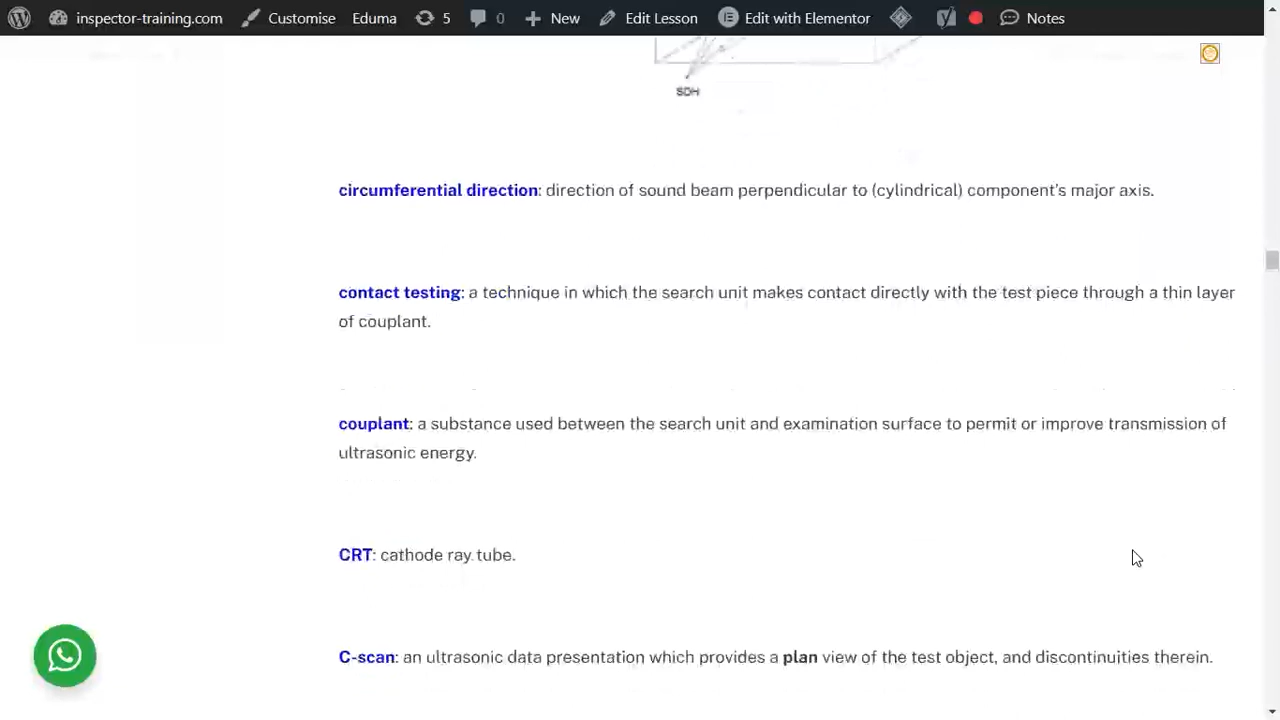 inspector-training.com Customise Eduma 5 0 New Edit Lesson Edit with Elementor Notes
SDH
circumferential direction: direction of sound beam perpendicular to (cylindrical) component's major axis.
contact testing: a technique in which the search unit makes contact directly with the test piece through a thin layer
of couplant.
couplant: a substance used between the search unit and examination surface to permit or improve transmission of
ultrasonic energy.
CRT: cathode ray tube.
C-scan: an ultrasonic data presentation which provides a plan view of the test object, and discontinuities therein.